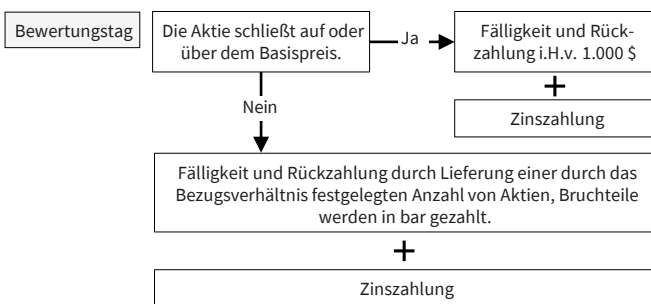 Bewertungstag
Die Aktie schließt auf oder
über dem Basispreis.
Ja
Fälligkeit und Rück-
zahlung i.H.v. 1.000 $
+
Zinszahlung
Nein
Fälligkeit und Rückzahlung durch Lieferung einer durch das
Bezugsverhältnis festgelegten Anzahl von Aktien, Bruchteile
werden in bar gezahlt.
+
Zinszahlung